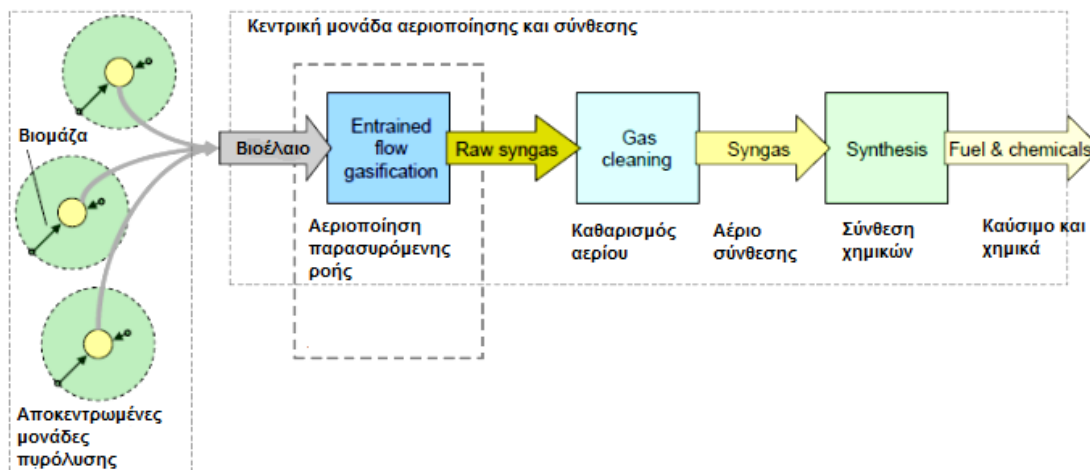 Κεντρική μονάδα αεριοποίησης και σύνθεσης
Βιομάζα
Βιοέλαιο
Entrained
flow
gasification
Raw syngas
Gas
cleaning
Syngas
Synthesis
Fuel & chemicals
Αεριοποίηση
παρασυρόμενης
ροής
Καθαρισμός
αερίου
Αέριο
σύνθεσης
Σύνθεση
χημικών
Καύσιμο και
χημικά
Αποκεντρωμένες
μονάδες
πυρόλυσης